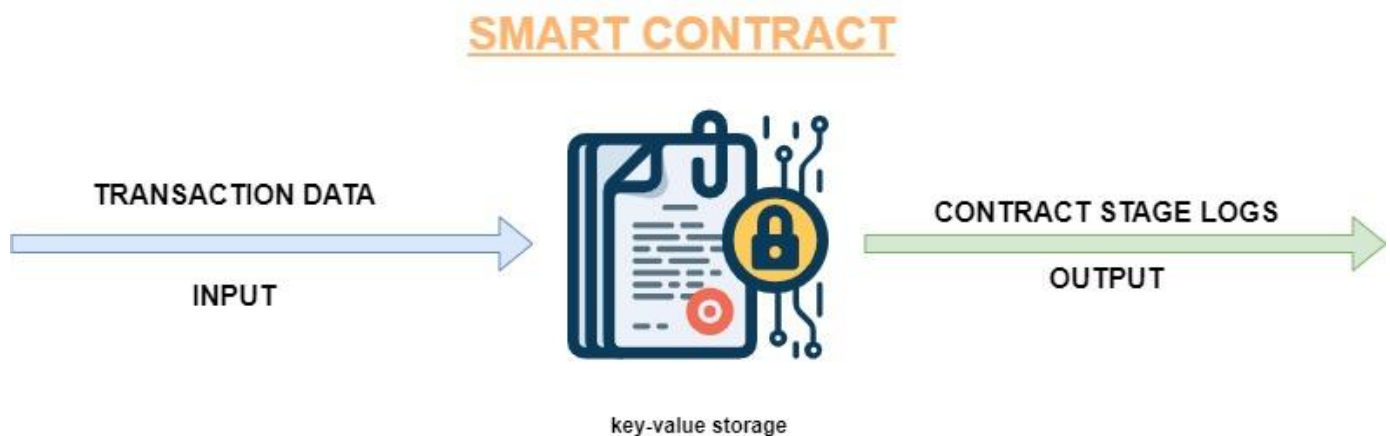 SMART CONTRACT
TRANSACTION DATA
INPUT
CONTRACT STAGE LOGS
OUTPUT
key-value storage